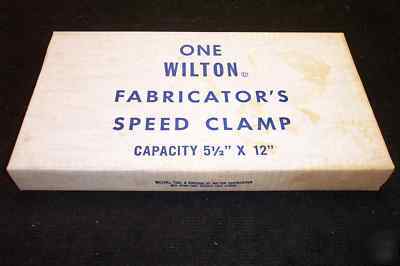 ONE
WILTON®
FABRICATOR'S
SPEED CLAMP
CAPACITY 5½" X 12"